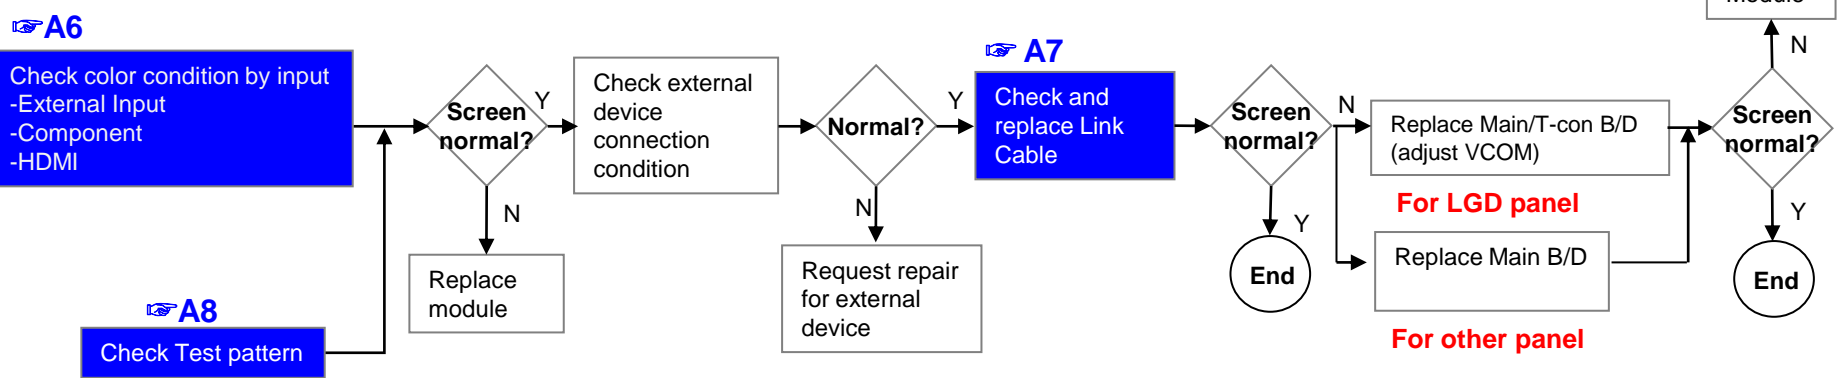 ☞A6
Check color condition by input
-External Input
-Component
-HDMI
Screen
normal?
Y
N
Replace
module
☞A8
Check Test pattern
Check external
device
connection
condition
Normal?
Y
N
Request repair
for external
device
☞ A7
Check and
replace Link
Cable
Screen
normal?
N
Y
End
Replace Main/T-con B/D
(adjust VCOM)
For LGD panel
Replace Main B/D
For other panel
Screen
normal?
N
Y
End